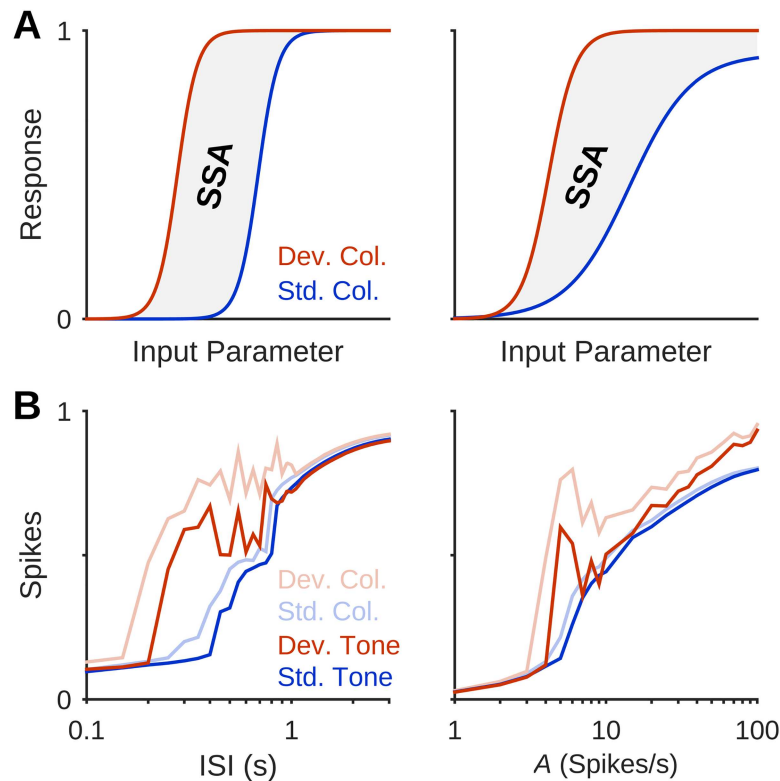 A
1
Response
SSA
Dev. Col.
Std. Col.
0
Input Parameter
SSA
Input Parameter
B
1
Spikes
Dev. Col.
Std. Col.
Dev. Tone
Std. Tone
0
0.1
1
ISI (s)
1
10
100
A (Spikes/s)